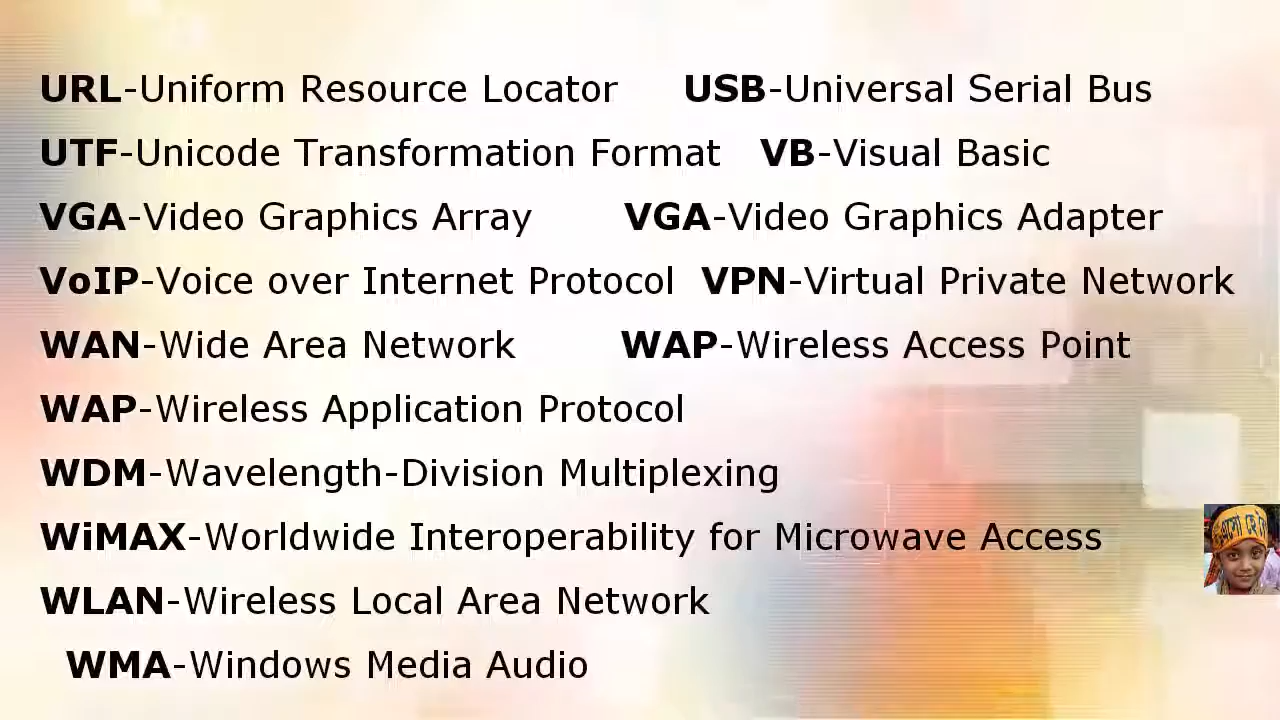 URL-Uniform Resource Locator USB-Universal Serial Bus
UTF-Unicode Transformation Format VB-Visual Basic
VGA-Video Graphics Array VGA-Video Graphics Adapter
VoIP-Voice over Internet Protocol VPN-Virtual Private Network
WAN-Wide Area Network WAP-Wireless Access Point
WAP-Wireless Application Protocol
WDM-Wavelength-Division Multiplexing
WiMAX-Worldwide Interoperability for Microwave Access
WLAN-Wireless Local Area Network
WMA-Windows Media Audio
এসো হে